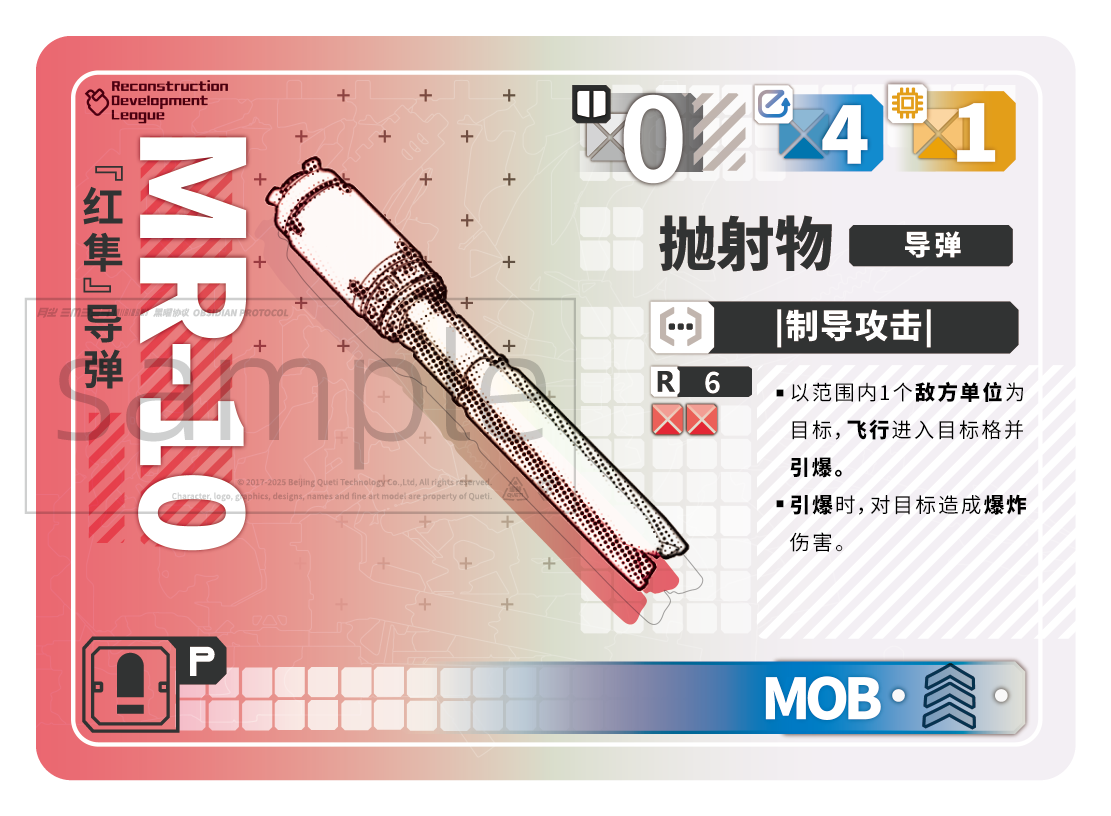 Reconstruction
Development
League
MR-10
『红隼』导弹
0
4
1
抛射物
导弹
|制导攻击|
R 6
▪以范围内1个敌方单位为
目标，飞行进入目标格并
引爆。
▪引爆时，对目标造成爆炸
伤害。
OBSIDIAN PROTOCOL
sample
© 2017-2025 Beijing Queti Technology Co.,Ltd. All rights reserved.
Character, logo, graphics, designs, names and fine art model are property of Queti.
P
MOB